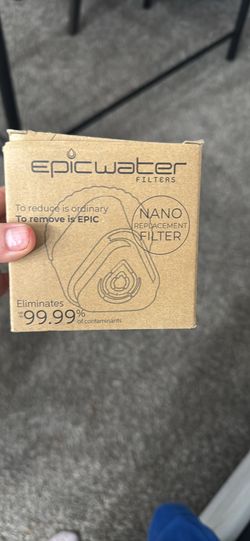 epicwater
FILTERS
To reduce is ordinary
To remove is EPIC
NANO
REPLACEMENT
FILTER
Eliminates
99.99%
of contaminants